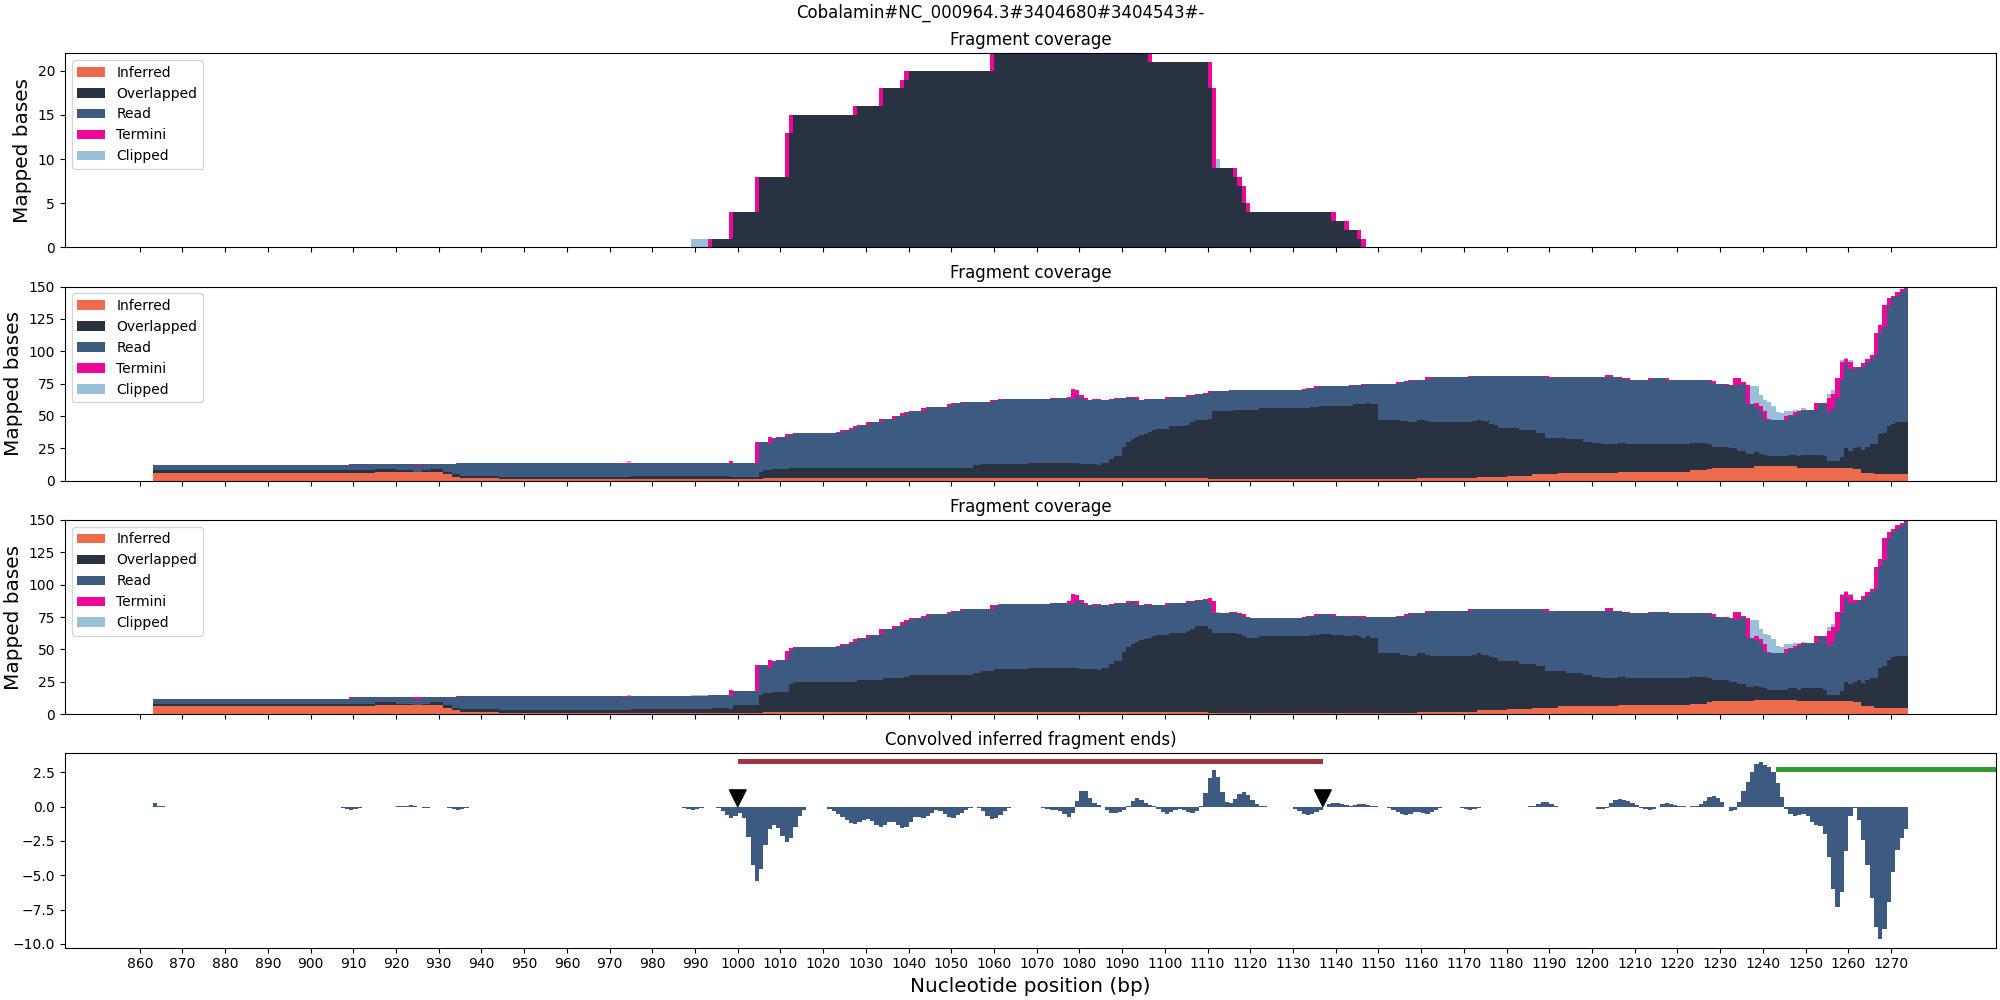 Cobalamin#NC_000964.3#3404680#3404543#-
Fragment coverage
Mapped bases
20
15
10
5
0
Inferred
Overlapped
Read
Termini
Clipped
Fragment coverage
Mapped bases
150
125
100
75
50
25
0
Inferred
Overlapped
Read
Termini
Clipped
Fragment coverage
Mapped bases
150
125
100
75
50
25
0
Inferred
Overlapped
Read
Termini
Clipped
Convolved inferred fragment ends)
2.5
0.0
−2.5
−5.0
−7.5
−10.0
860 870 880 890 900 910 920 930 940 950 960 970 980 990 1000 1010 1020 1030 1040 1050 1060 1070 1080 1090 1100 1110 1120 1130 1140 1150 1160 1170 1180 1190 1200 1210 1220 1230 1240 1250 1260 1270
Nucleotide position (bp)